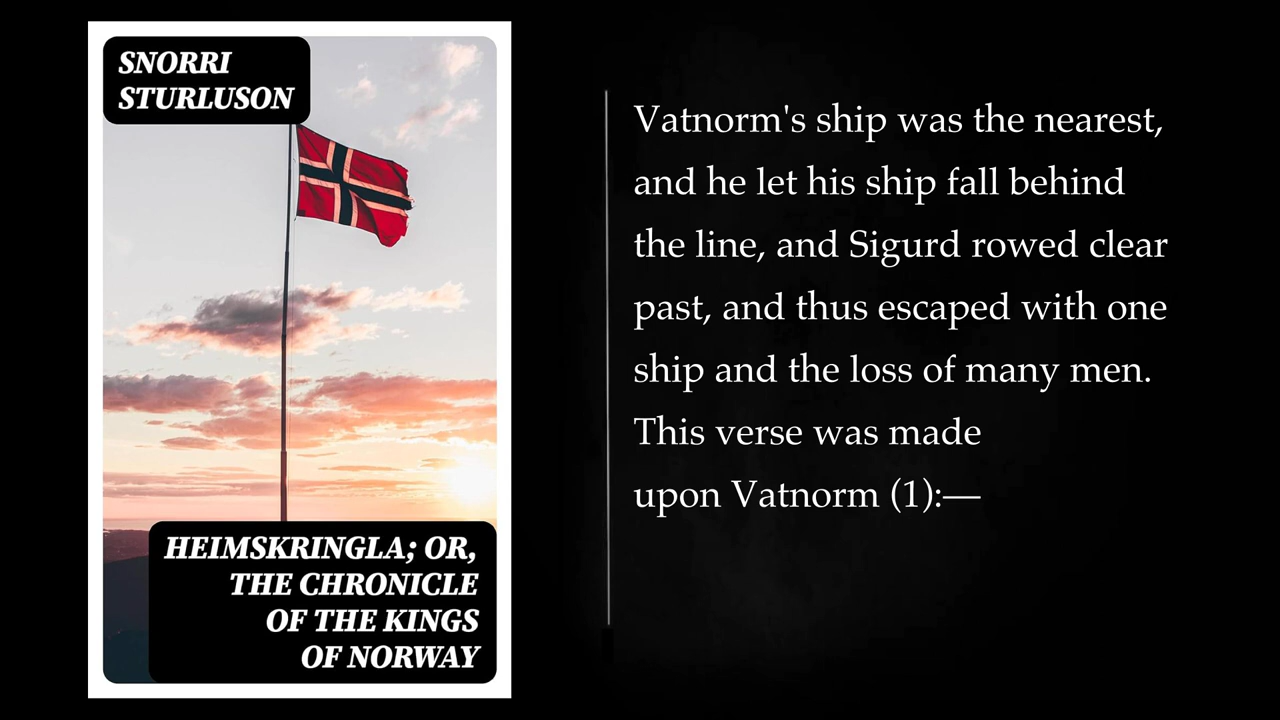 SNORRI
STURLUSON
HEIMSKRINGLA; OR,
THE CHRONICLE
OF THE KINGS
OF NORWAY
Vatnorm's ship was the nearest,
and he let his ship fall behind
the line, and Sigurd rowed clear
past, and thus escaped with one
ship and the loss of many men.
This verse was made
upon Vatnorm (1):—